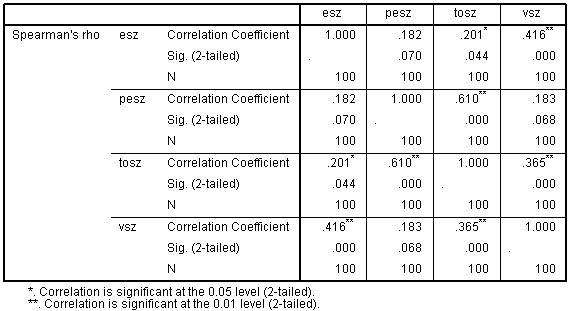 esz pesz tosz vsz
Spearman's rho esz Correlation Coefficient 1.000 .182 .201* .416**
Sig. (2-tailed) . .070 .044 .000
N 100 100 100 100
pesz Correlation Coefficient .182 1.000 .610** .183
Sig. (2-tailed) .070 . .000 .068
N 100 100 100 100
tosz Correlation Coefficient .201* .610** 1.000 .365**
Sig. (2-tailed) .044 .000 . .000
N 100 100 100 100
vsz Correlation Coefficient .416** .183 .365** 1.000
Sig. (2-tailed) .000 .068 .000 .
N 100 100 100 100
*. Correlation is significant at the 0.05 level (2-tailed).
**. Correlation is significant at the 0.01 level (2-tailed).